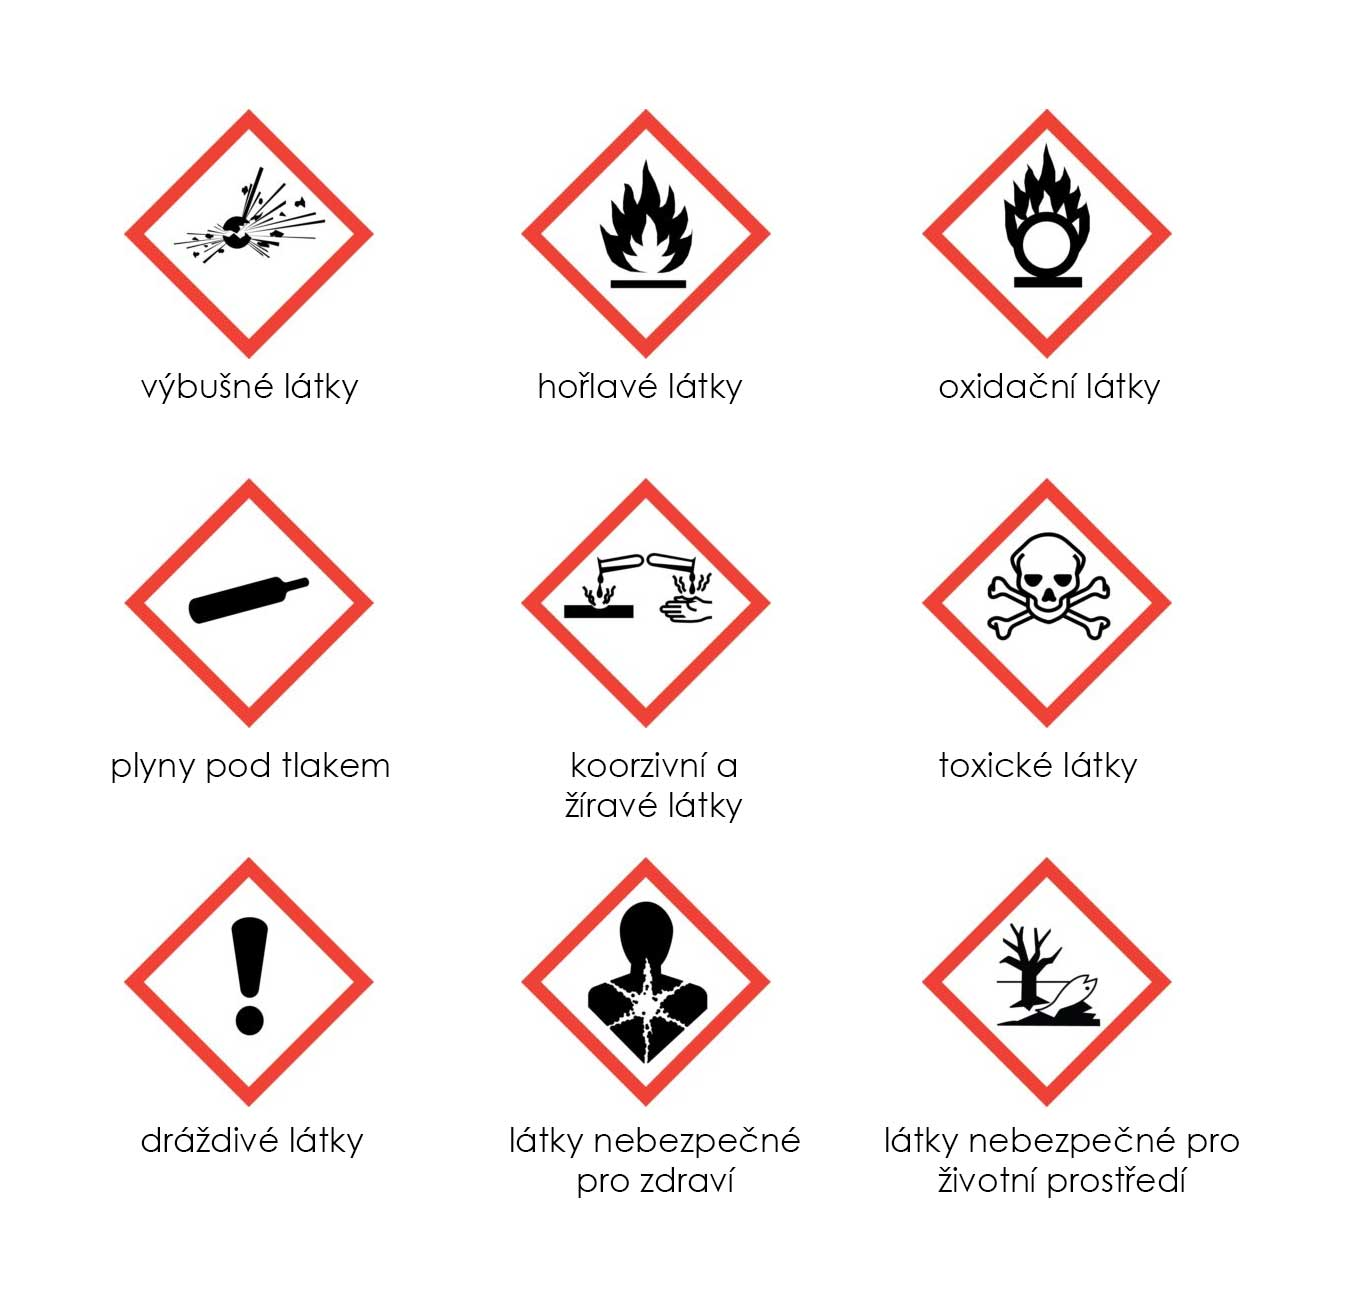 výbušné látky
hořlavé látky
oxidační látky
plyny pod tlakem
koorzivní a
žíravé látky
toxické látky
dráždivé látky
látky nebezpečné
pro zdraví
látky nebezpečné pro
životní prostředí